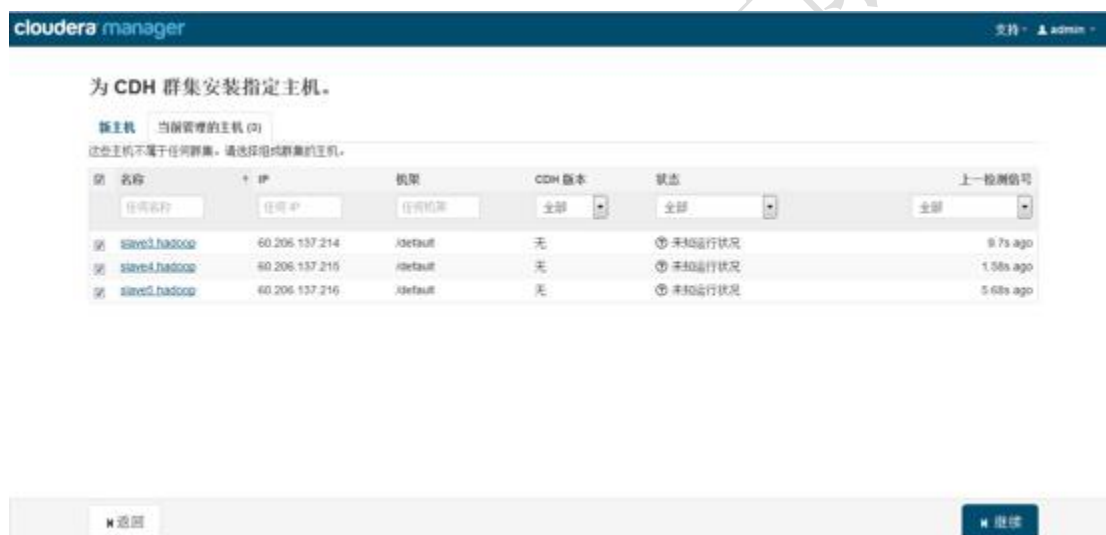 cloudera manager 支持 admin
为 CDH 群集安装指定主机。
新主机 当前管理的主机 (3)
这些主机不属于任何群集。请选择组成群集的主机。
名称 IP 机架 CDH 版本 状态 上一检测信号
任何名称 任何 IP 任何机架 全部 全部 全部
slave3.hadoop 60.206.137.214 /default 无 未知运行状况 9.7s ago
slave4.hadoop 60.206.137.215 /default 无 未知运行状况 1.58s ago
slave5.hadoop 60.206.137.216 /default 无 未知运行状况 5.68s ago
返回 继续